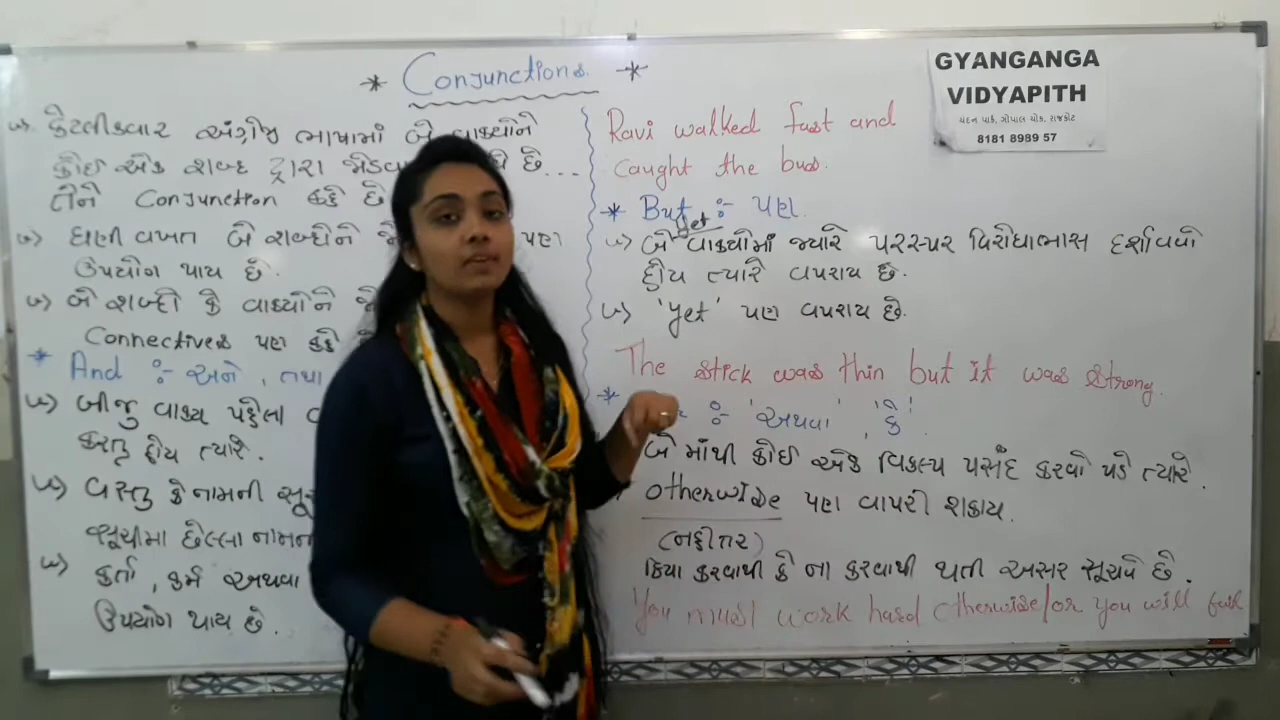 * Conjunctions *
GYANGANGA
VIDYAPITH
ચંદન પાર્ક, ગોપાલ ચોક, રાજકોટ
8181 8989 57
કેટલીકવાર અંગ્રેજી ભાષામાં બે વાક્યોને
કોઈ એક શબ્દ દ્વારા છે...
તેને Conjunction કહે છે
ઘણી વખત બે શબ્દોને પણ
ઉપયોગ થાય છે.
બે શબ્દો કે વાક્યોને
Connectives પણ કહે
* And :- અને, તથા
બીજુ વાક્ય પહેલા
કરતુ હોય ત્યારે.
વસ્તુ કે નામની
સૂચીમા છેલ્લા
કર્તા, કર્મ અથવા
ઉપયોગ થાય છે.
Ravi walked fast and
caught the bus.
* But :- પણ
Yet
બે વાક્યોમાં જ્યારે પરસ્પર વિરોધાભાસ દર્શાવવો
હોય ત્યારે વપરાય છે.
'yet' પણ વપરાય છે.
The stick was thin but it was strong.
* :- 'અથવા' , 'કે'
બે માંથી કોઈ એક વિકલ્પ પસંદ કરવો પડે ત્યારે.
otherwise પણ વાપરી શકાય.
(નહીતર)
ક્રિયા કરવાથી કે ના કરવાથી થતી અસર સૂચવે છે.
You must work hard otherwise/or you will fail